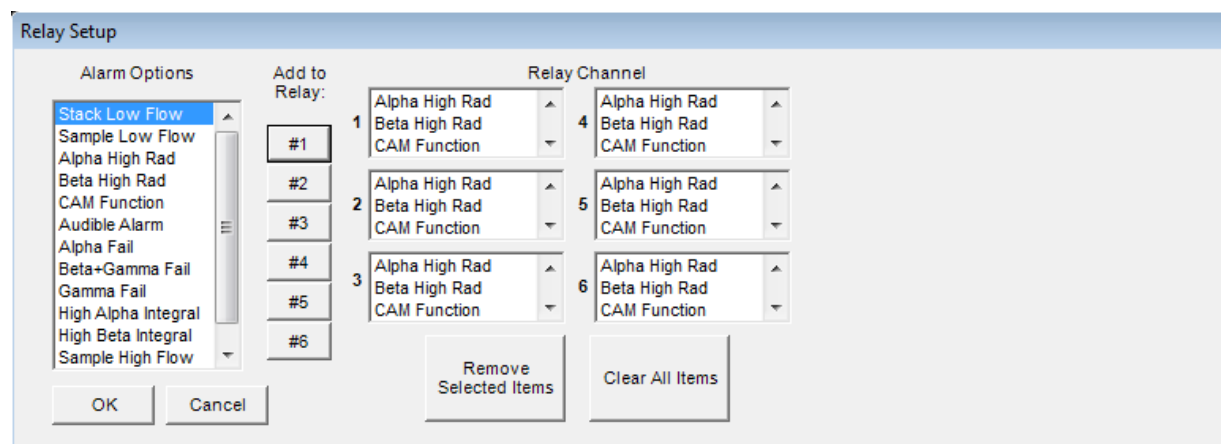 Relay Setup
Alarm Options
Stack Low Flow
Sample Low Flow
Alpha High Rad
Beta High Rad
CAM Function
Audible Alarm
Alpha Fail
Beta+Gamma Fail
Gamma Fail
High Alpha Integral
High Beta Integral
Sample High Flow
OK
Cancel
Add to
Relay:
#1
#2
#3
#4
#5
#6
Relay Channel
1
Alpha High Rad
Beta High Rad
CAM Function
2
Alpha High Rad
Beta High Rad
CAM Function
3
Alpha High Rad
Beta High Rad
CAM Function
4
Alpha High Rad
Beta High Rad
CAM Function
5
Alpha High Rad
Beta High Rad
CAM Function
6
Alpha High Rad
Beta High Rad
CAM Function
Remove
Selected Items
Clear All Items